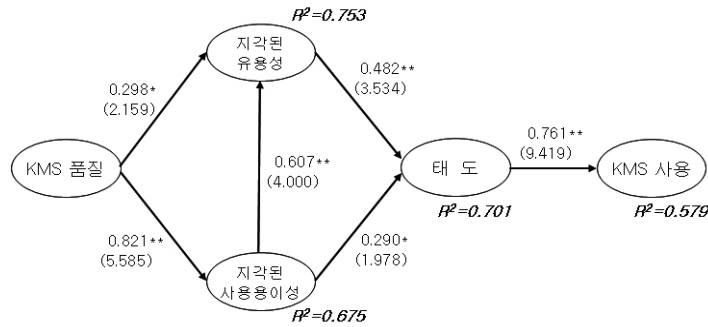 R²=0.753
지각된
유용성
0.298*
(2.159)
0.482**
(3.534)
KMS 품질
0.607**
(4.000)
태 도
0.761**
(9.419)
KMS 사용
R²=0.701
R²=0.579
0.821**
(5.585)
0.290*
(1.978)
지각된
사용용이성
R²=0.675